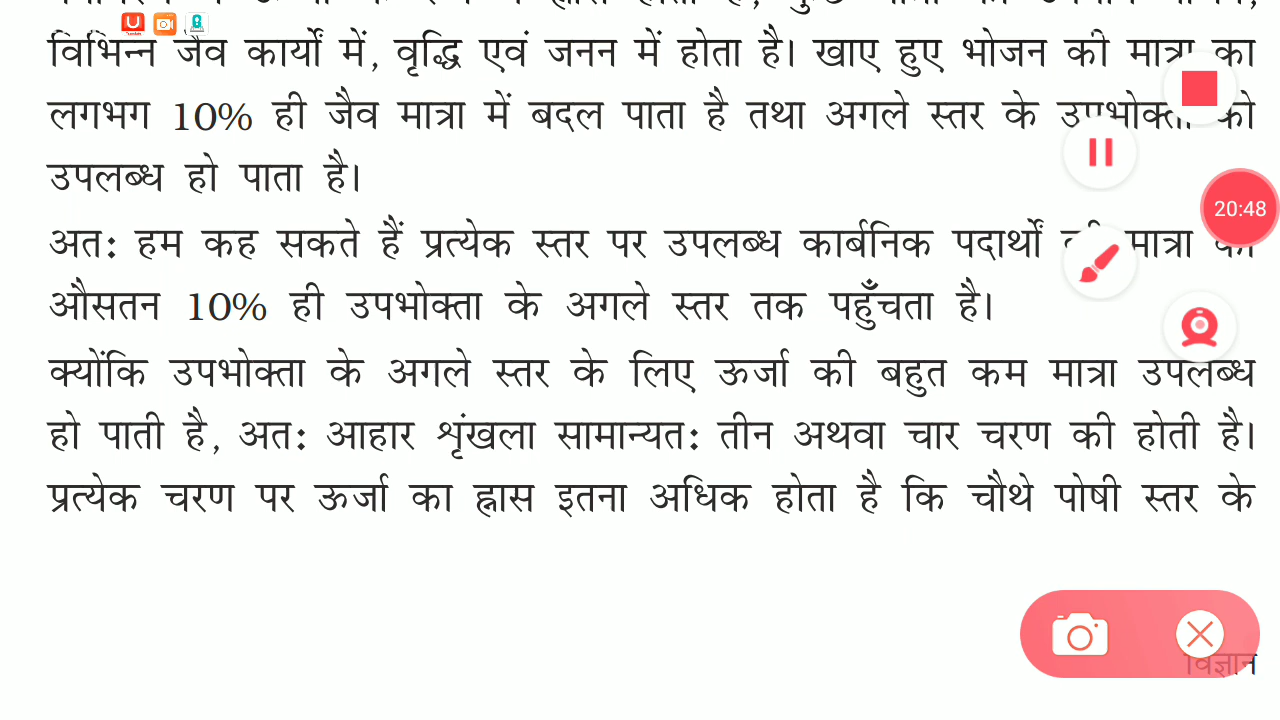 विभिन्न जैव कार्यों में, वृद्धि एवं जनन में होता है। खाए हुए भोजन की मात्रा का
लगभग 10% ही जैव मात्रा में बदल पाता है तथा अगले स्तर के उपभोक्ता को
उपलब्ध हो पाता है।
अतः हम कह सकते हैं प्रत्येक स्तर पर उपलब्ध कार्बनिक पदार्थों की मात्रा का
औसतन 10% ही उपभोक्ता के अगले स्तर तक पहुँचता है।
क्योंकि उपभोक्ता के अगले स्तर के लिए ऊर्जा की बहुत कम मात्रा उपलब्ध
हो पाती है, अतः आहार शृंखला सामान्यतः तीन अथवा चार चरण की होती है।
प्रत्येक चरण पर ऊर्जा का ह्रास इतना अधिक होता है कि चौथे पोषी स्तर के
20:48
विज्ञान